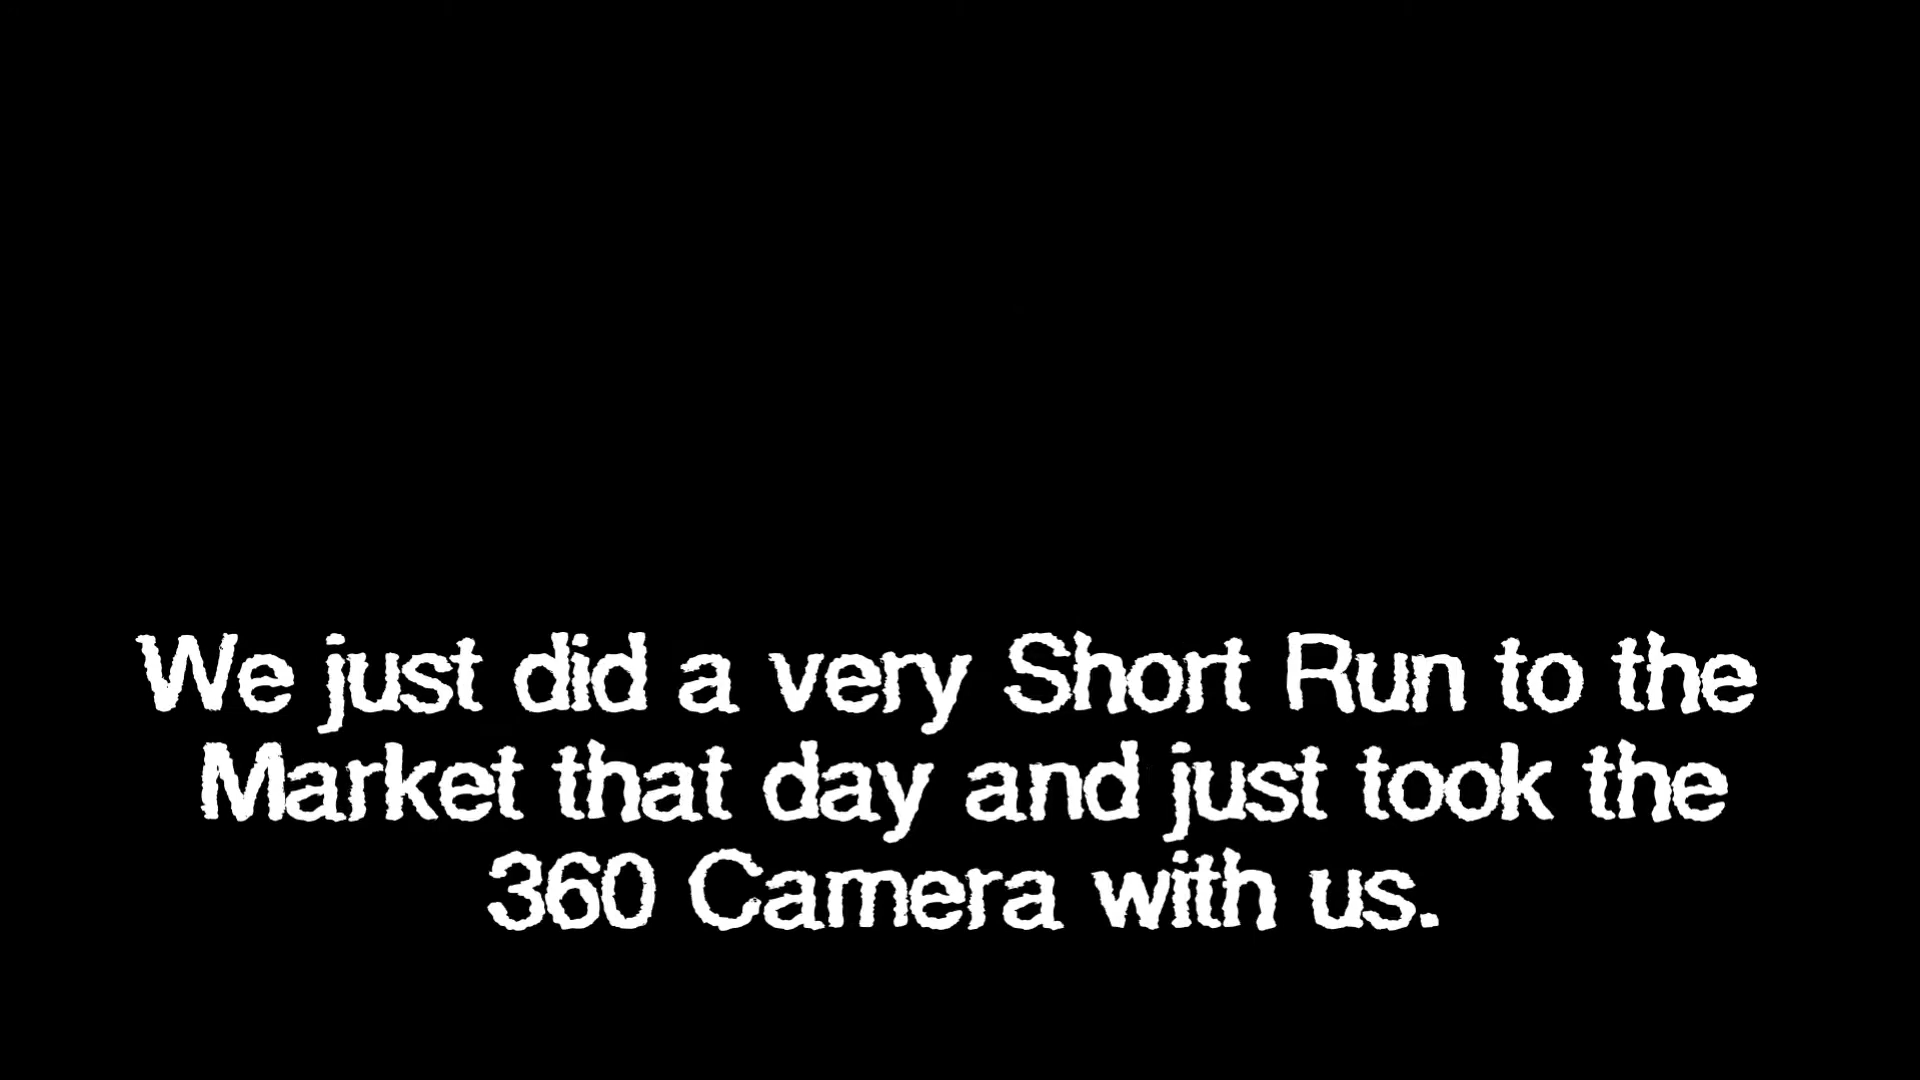 We just did a very Short Run to the
Market that day and just took the
360 Camera with us.